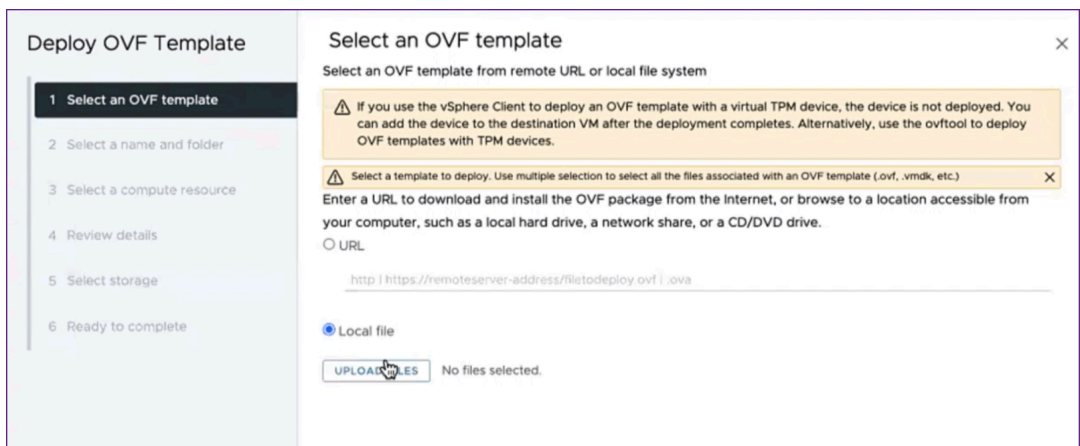 Deploy OVF Template
1 Select an OVF template
2 Select a name and folder
3 Select a compute resource
4 Review details
5 Select storage
6 Ready to complete
Select an OVF template
Select an OVF template from remote URL or local file system
If you use the vSphere Client to deploy an OVF template with a virtual TPM device, the device is not deployed. You
can add the device to the destination VM after the deployment completes. Alternatively, use the ovftool to deploy
OVF templates with TPM devices.
Select a template to deploy. Use multiple selection to select all the files associated with an OVF template (.ovf, .vmdk, etc.)
Enter a URL to download and install the OVF package from the Internet, or browse to a location accessible from
your computer, such as a local hard drive, a network share, or a CD/DVD drive.
URL
http | https://remoteserver-address/filetodeploy.ovf | .ova
Local file
UPLOAD FILES No files selected.